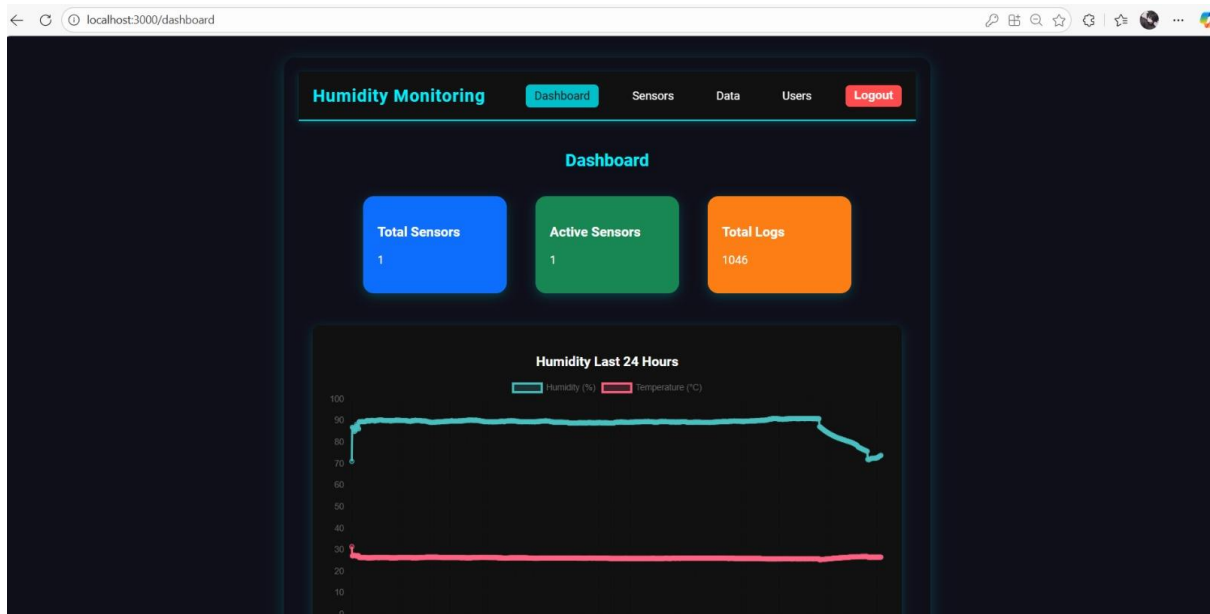 localhost:3000/dashboard
Humidity Monitoring Dashboard Sensors Data Users Logout
Dashboard
Total Sensors Active Sensors Total Logs
1 1 1046
Humidity Last 24 Hours
Humidity (%) Temperature (°C)
100
90
80
70
60
50
40
30
20
10
0